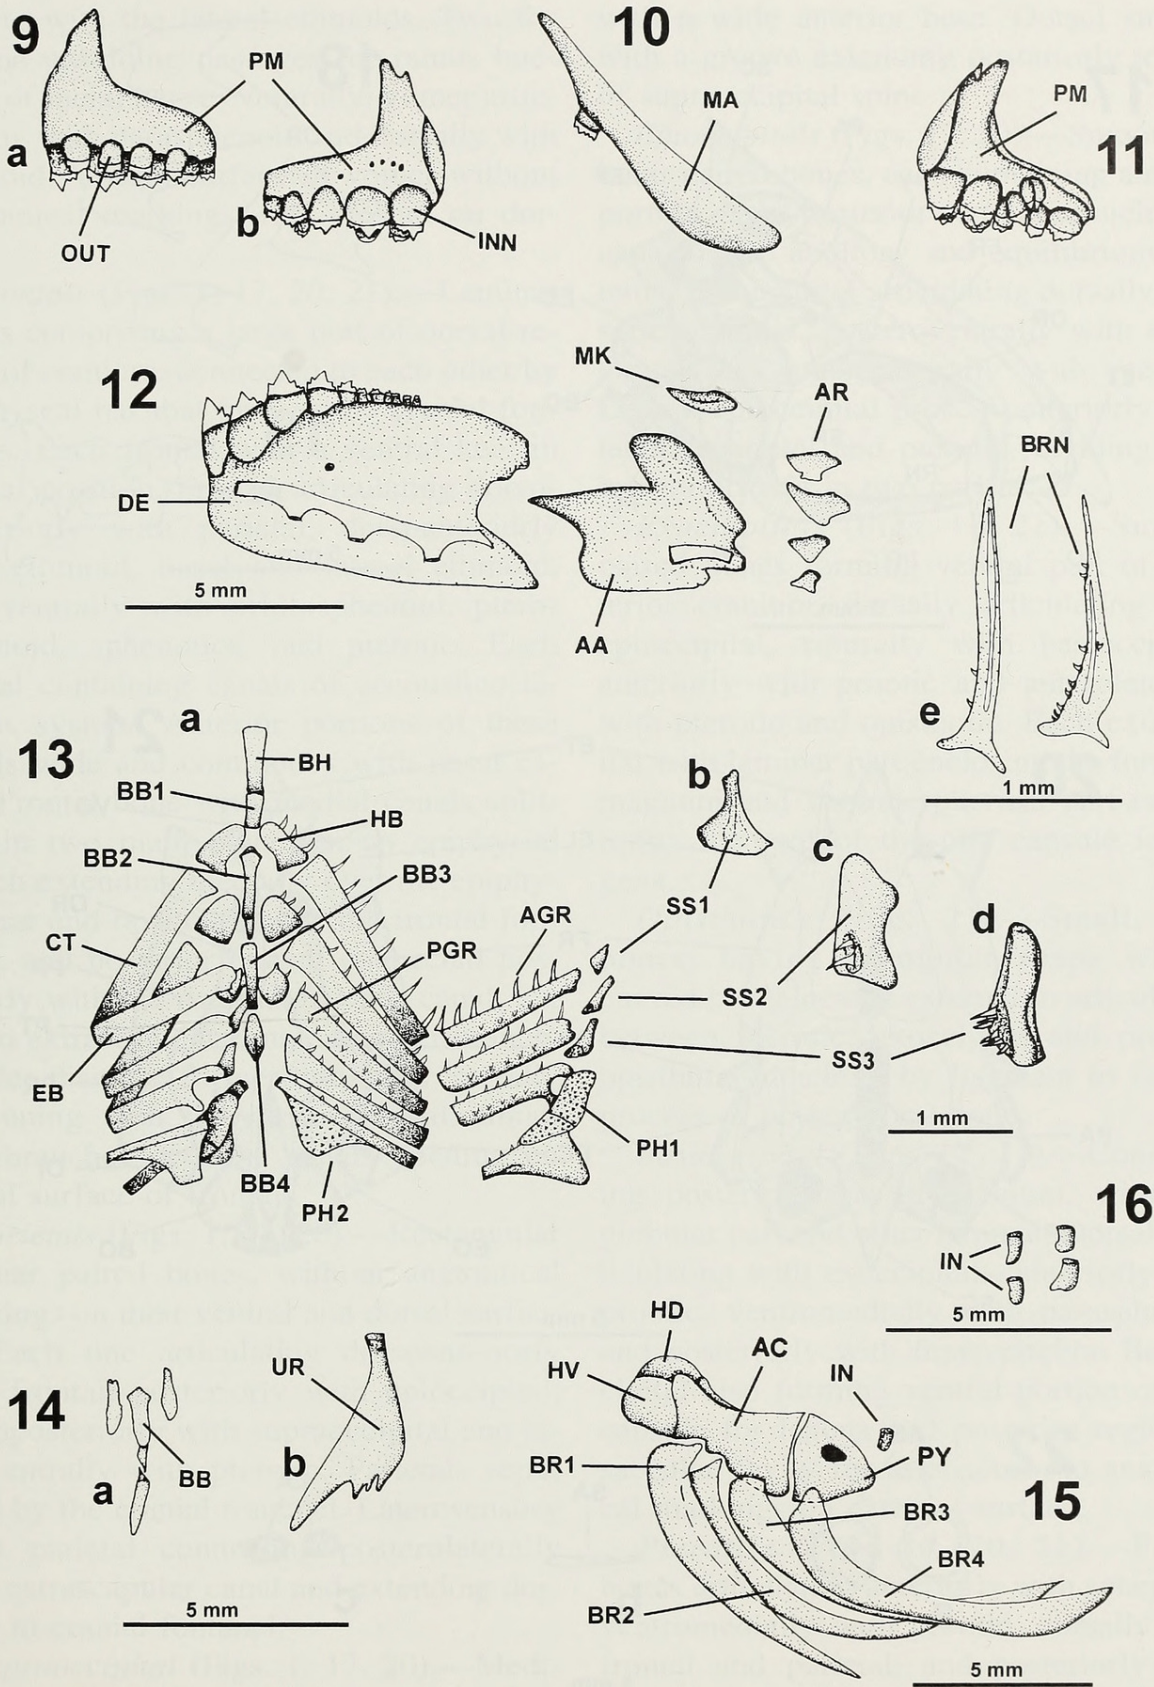 9
10
PM
MA
PM
11
a
b
INN
OUT
MK
12
AR
BRN
DE
5 mm
AA
e
a
13
BH
1 mm
BB1
b
HB
BB2
c
BB3
SS1
AGR
d
CT
PGR
SS2
SS3
EB
1 mm
PH1
BB4
PH2
16
IN
5 mm
HD
AC
UR
HV
IN
14
BB
a
b
BR1
PY
15
BR3
BR4
5 mm
BR2
5 mm